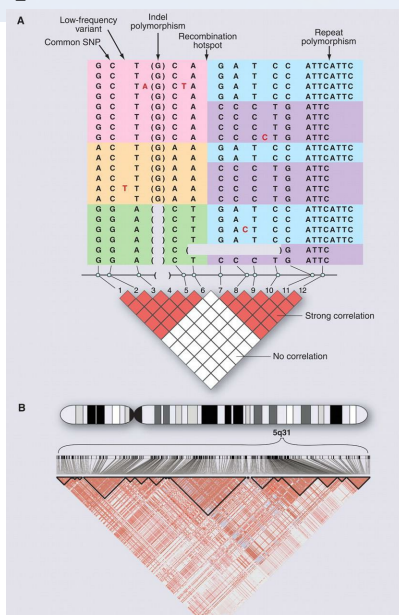 A
Low-frequency variant
Indel polymorphism
Common SNP
Recombination hotspot
Repeat polymorphism
G C T (G) C A G A T C C ATTCATTC
G C T (G) C A G A T C C ATTCATTC
G C T A (G) C T A G A T C C ATTCATTC
G C T (G) C A G A T C C ATTCATTC
G C T (G) C A C C C T G ATTC
G C T (G) C A C C C T G ATTC
G C T (G) C A C C C T G ATTC
G C T (G) C A C C C C T G ATTC
A C T (G) A A G A T C C ATTCATTC
A C T (G) A A G A T C C ATTCATTC
A C T (G) A A C C C T G ATTC
A C T (G) A A C C C T G ATTC
A C T T (G) A A C C C T G ATTC
A C T (G) A A C C C T G ATTC
G G A ( ) C T G A T C C ATTCATTC
G G A ( ) C T G A T C C ATTCATTC
G G A ( ) C T G A C T C C ATTCATTC
G G A ( ) C T G A T C C ATTCATTC
G G A ( ) C ( ) G ATTC
G G A ( ) C T C C C T G ATTC
1 2 3 4 5 6 7 8 9 10 11 12
Strong correlation
No correlation
B
5q31